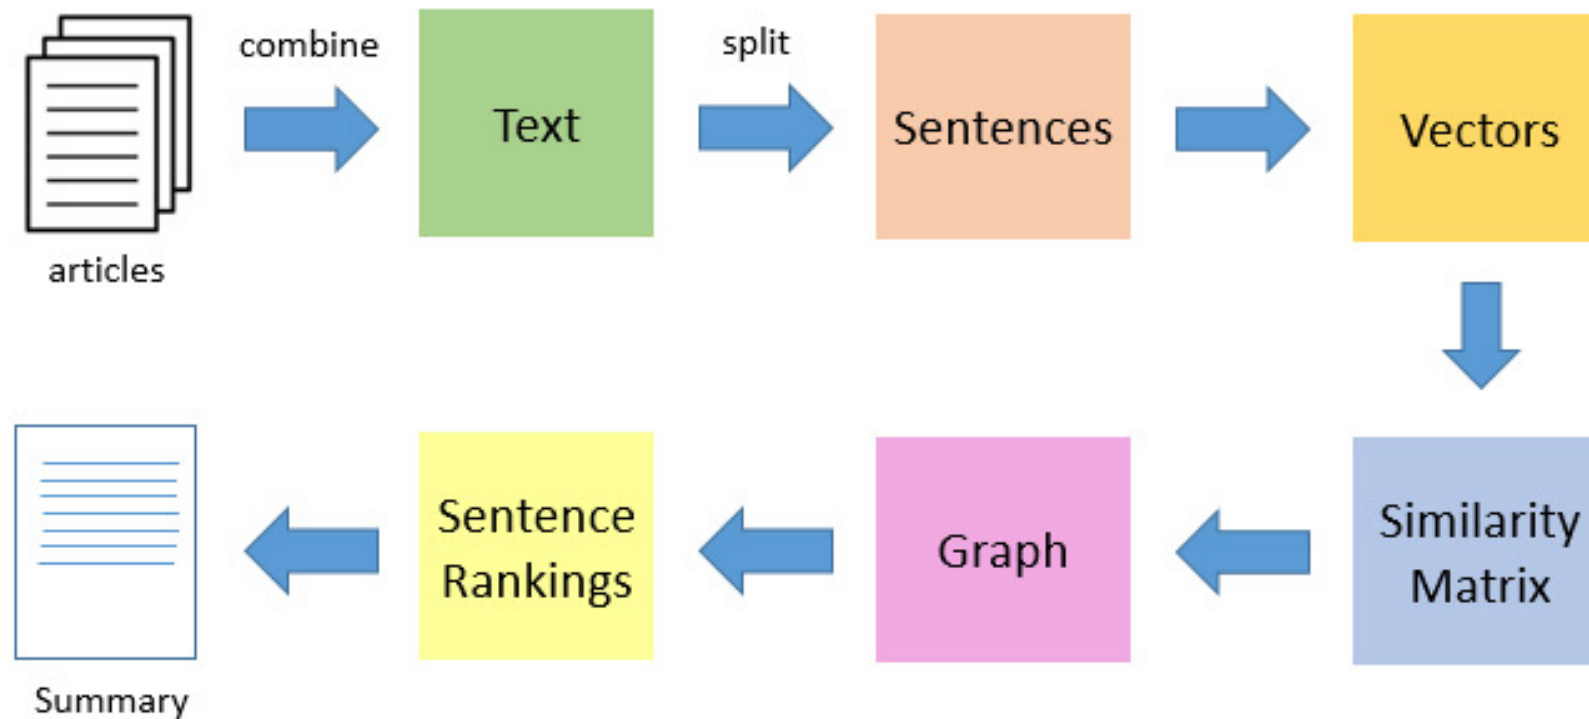 combine
split
Text
Sentences
Vectors
articles
Similarity
Matrix
Graph
Sentence
Rankings
Summary